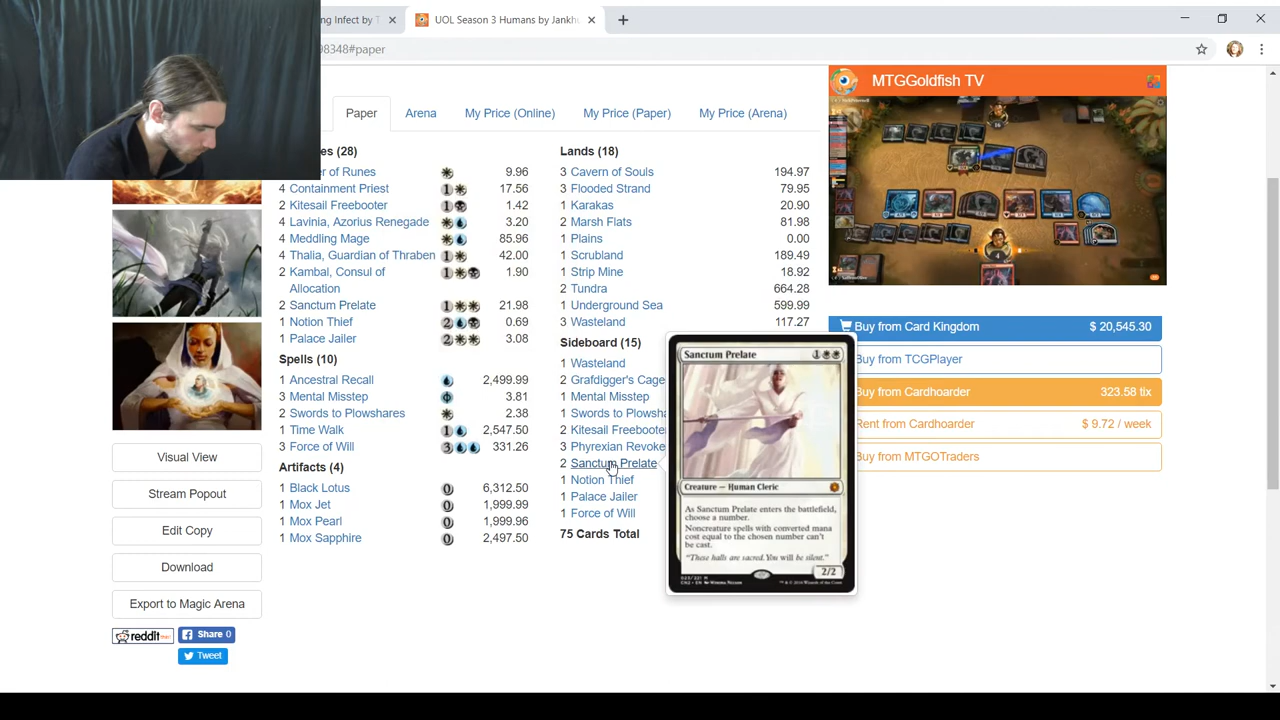 ng Infect by T
UOL Season 3 Humans by Jankhu
98348#paper
Paper
Arena
My Price (Online)
My Price (Paper)
My Price (Arena)
es (28)
er of Runes 9.96
4 Containment Priest 17.56
2 Kitesail Freebooter 1.42
4 Lavinia, Azorius Renegade 3.20
4 Meddling Mage 85.96
4 Thalia, Guardian of Thraben 42.00
2 Kambal, Consul of 1.90
Allocation
2 Sanctum Prelate 21.98
1 Notion Thief 0.69
1 Palace Jailer 3.08
Spells (10)
1 Ancestral Recall 2,499.99
3 Mental Misstep 3.81
2 Swords to Plowshares 2.38
1 Time Walk 2,547.50
3 Force of Will 331.26
Artifacts (4)
1 Black Lotus 6,312.50
1 Mox Jet 1,999.99
1 Mox Pearl 1,999.96
1 Mox Sapphire 2,497.50
Lands (18)
3 Cavern of Souls 194.97
3 Flooded Strand 79.95
1 Karakas 20.90
2 Marsh Flats 81.98
1 Plains 0.00
1 Scrubland 189.49
1 Strip Mine 18.92
2 Tundra 664.28
1 Underground Sea 599.99
3 Wasteland 117.27
Sideboard (15)
1 Wasteland
2 Grafdigger's Cage
1 Mental Misstep
1 Swords to Plowsha
2 Kitesail Freeboote
3 Phyrexian Revoke
2 Sanctum Prelate
1 Notion Thief
1 Palace Jailer
1 Force of Will
75 Cards Total
Sanctum Prelate
Creature — Human Cleric
As Sanctum Prelate enters the battlefield,
choose a number.
Noncreature spells with converted mana
cost equal to the chosen number can't
be cast.
"These halls are sacred. You will be silent."
2/2
MTGGoldfish TV
Buy from Card Kingdom $ 20,545.30
Buy from TCGPlayer
Buy from Cardhoarder 323.58 tix
Rent from Cardhoarder $ 9.72 / week
Buy from MTGOTraders
Visual View
Stream Popout
Edit Copy
Download
Export to Magic Arena
reddit
Share 0
Tweet